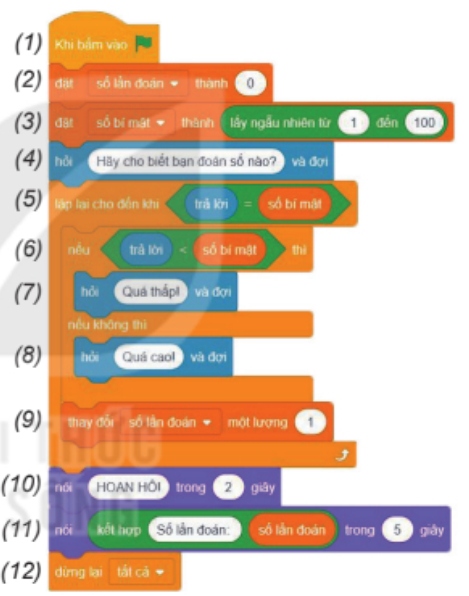 (1) Khi bấm vào
(2) đặt số lần đoán thành 0
(3) đặt số bí mật thành lấy ngẫu nhiên từ 1 đến 100
(4) hỏi Hãy cho biết bạn đoán số nào? và đợi
(5) lặp lại cho đến khi trả lời = số bí mật
(6) nếu trả lời < số bí mật thì
(7) hỏi Quá thấp! và đợi
nếu không thì
(8) hỏi Quá cao! và đợi
(9) thay đổi số lần đoán một lượng 1
(10) nói HOAN HÔ! trong 2 giây
(11) nói kết hợp Số lần đoán: số lần đoán trong 5 giây
(12) dừng lại tất cả